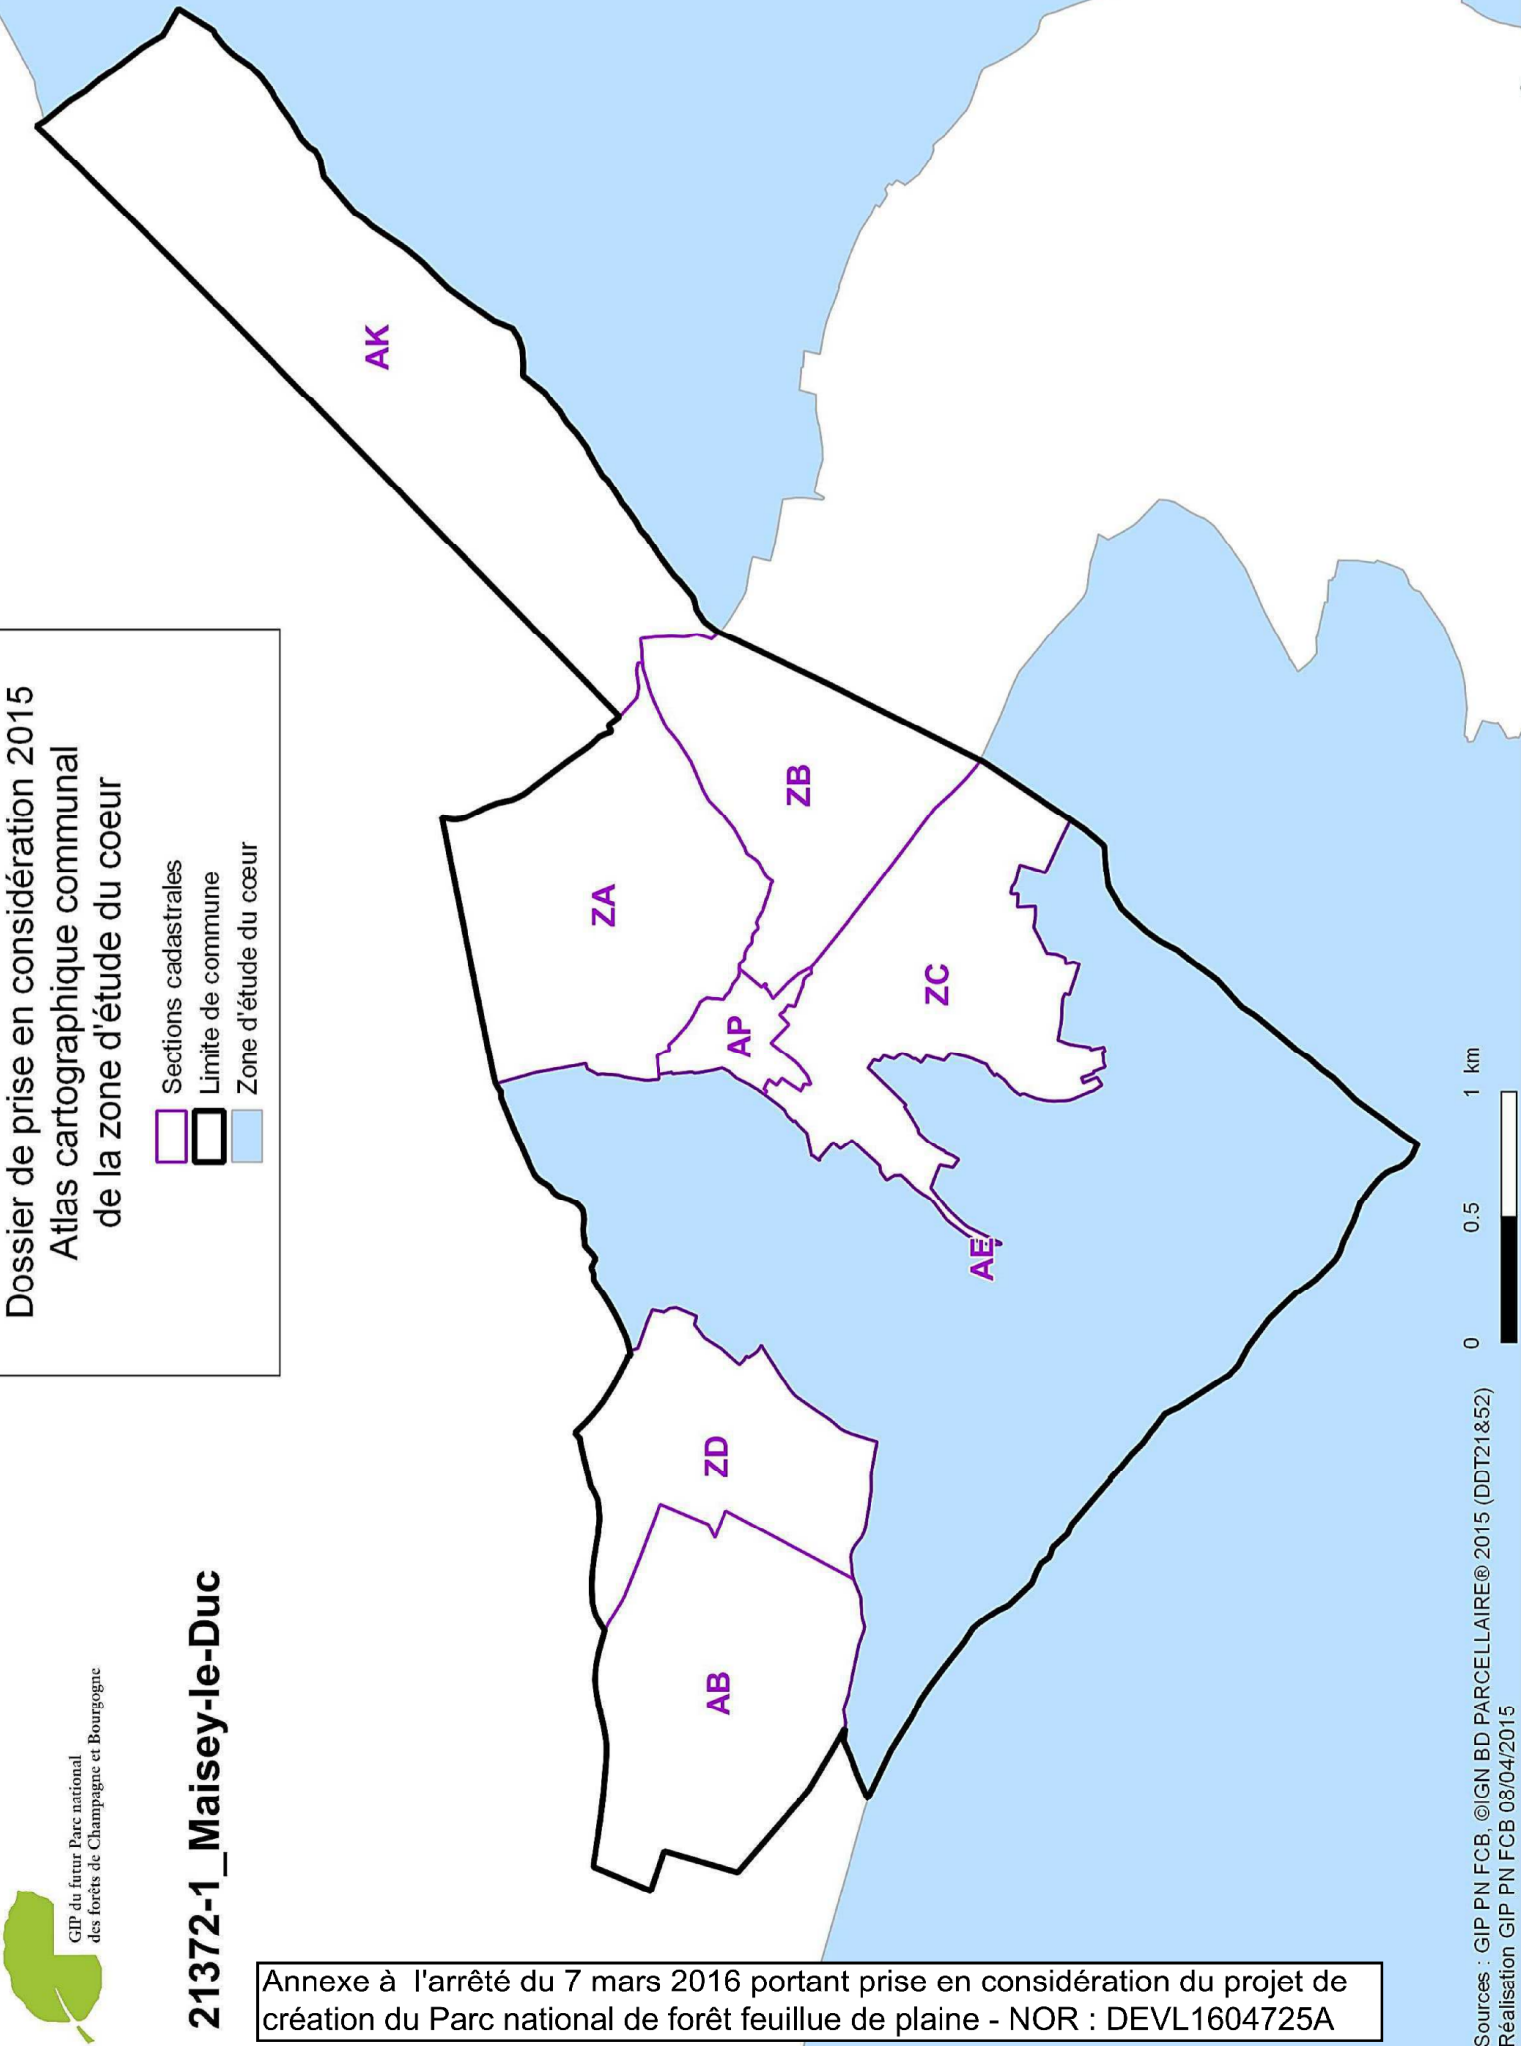 GIP du futur Parc national
des forêts de Champagne et Bourgogne
21372-1_Maisey-le-Duc
Dossier de prise en considération 2015
Atlas cartographique communal
de la zone d'étude du coeur
Sections cadastrales
Limite de commune
Zone d'étude du cœur
AK
ZA
ZB
AP
ZC
AE
ZD
AB
0 0.5 1 km
Sources : GIP PN FCB, ©IGN BD PARCELLAIRE® 2015 (DDT21&52)
Réalisation GIP PN FCB 08/04/2015
Annexe à l'arrêté du 7 mars 2016 portant prise en considération du projet de
création du Parc national de forêt feuillue de plaine - NOR : DEVL1604725A